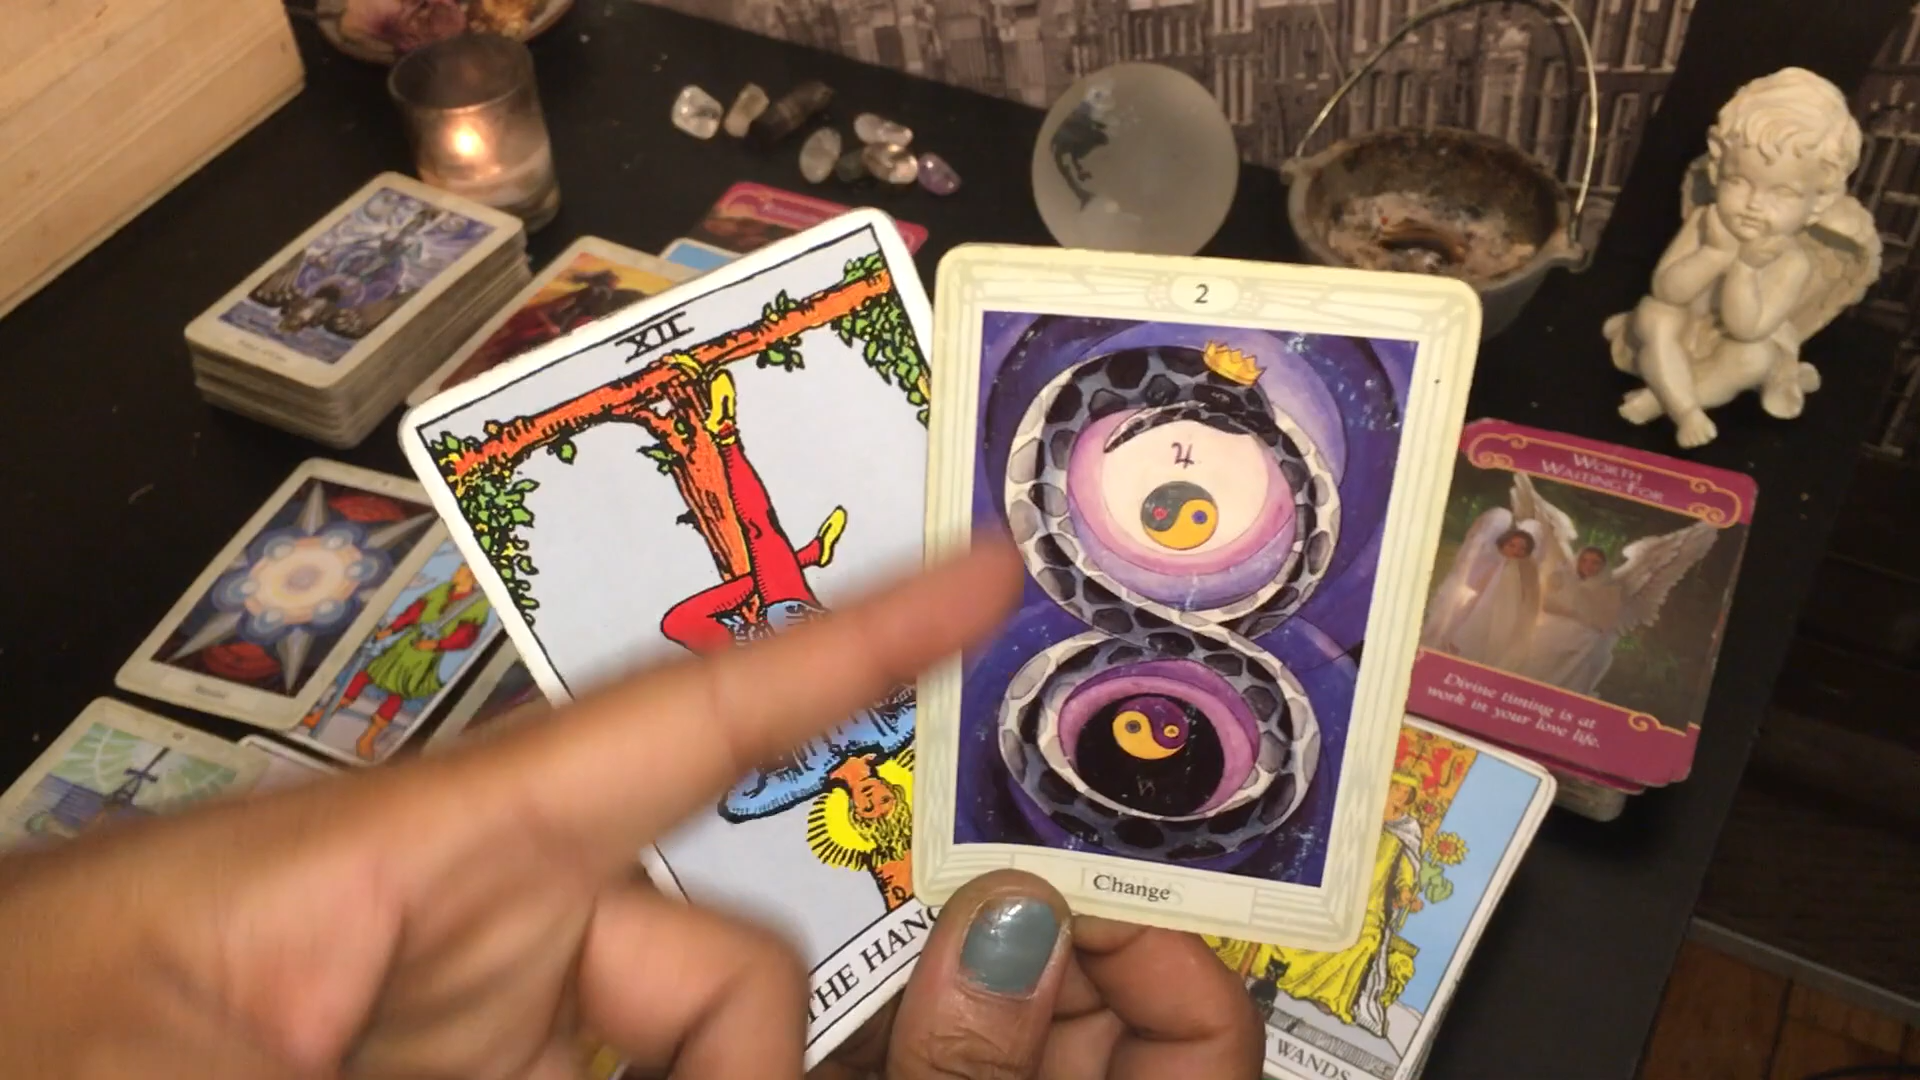 XII
THE HANG
2
Change
WORTH
WAITING FOR
Divine timing is at
work in your love life.
WANDS